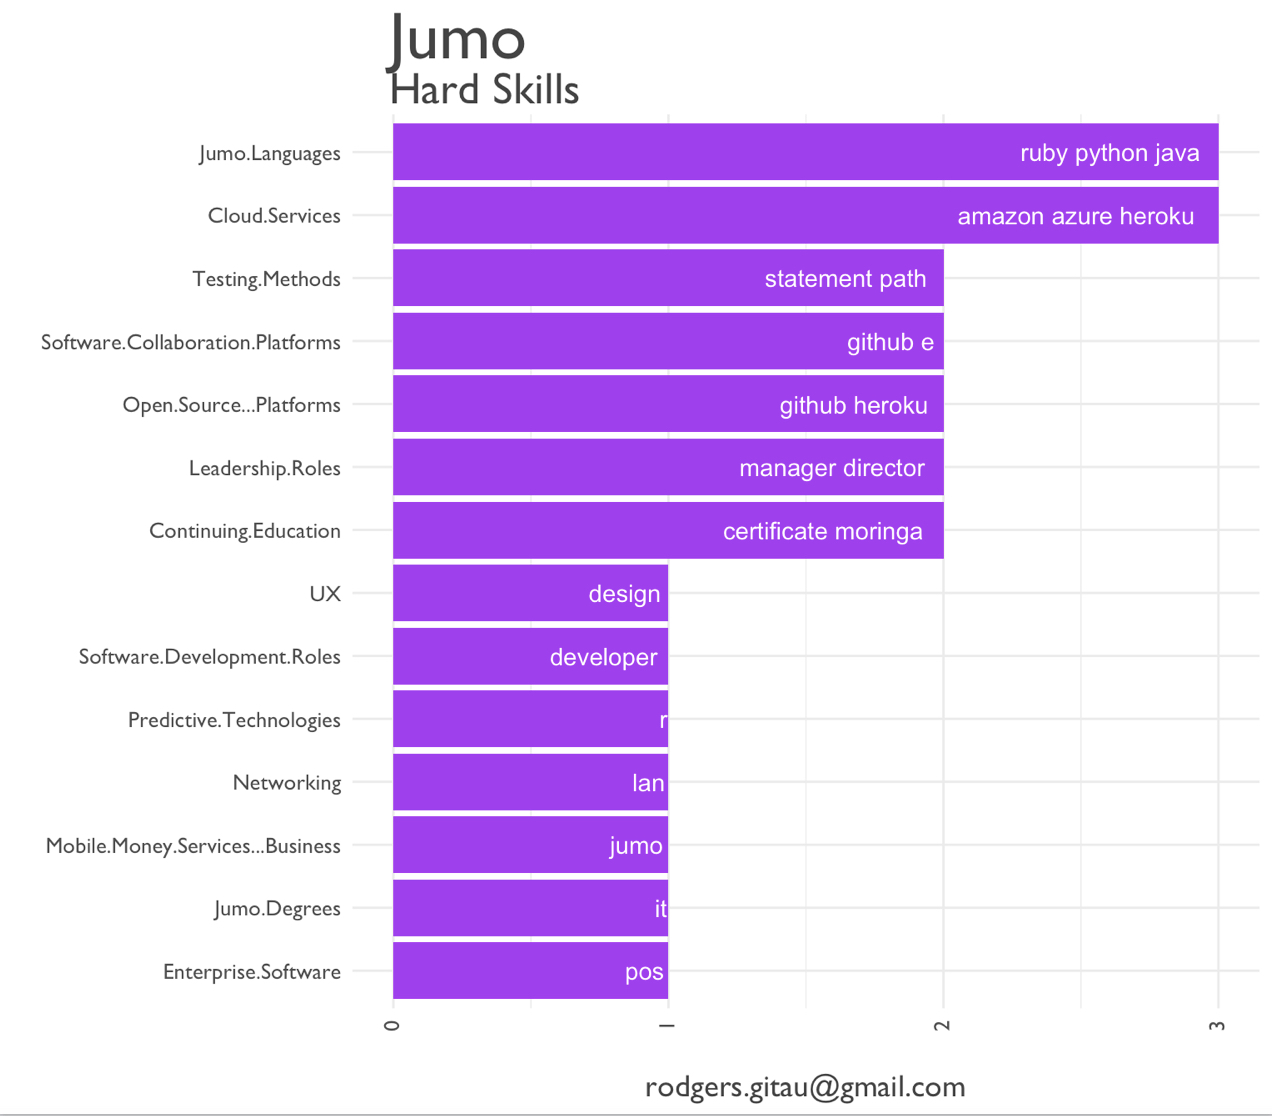 Jumo
Hard Skills
Jumo.Languages ruby python java
Cloud.Services amazon azure heroku
Testing.Methods statement path
Software.Collaboration.Platforms github e
Open.Source...Platforms github heroku
Leadership.Roles manager director
Continuing.Education certificate moringa
UX design
Software.Development.Roles developer
Predictive.Technologies r
Networking lan
Mobile.Money.Services...Business jumo
Jumo.Degrees it
Enterprise.Software pos
0 1 2 3
rodgers.gitau@gmail.com